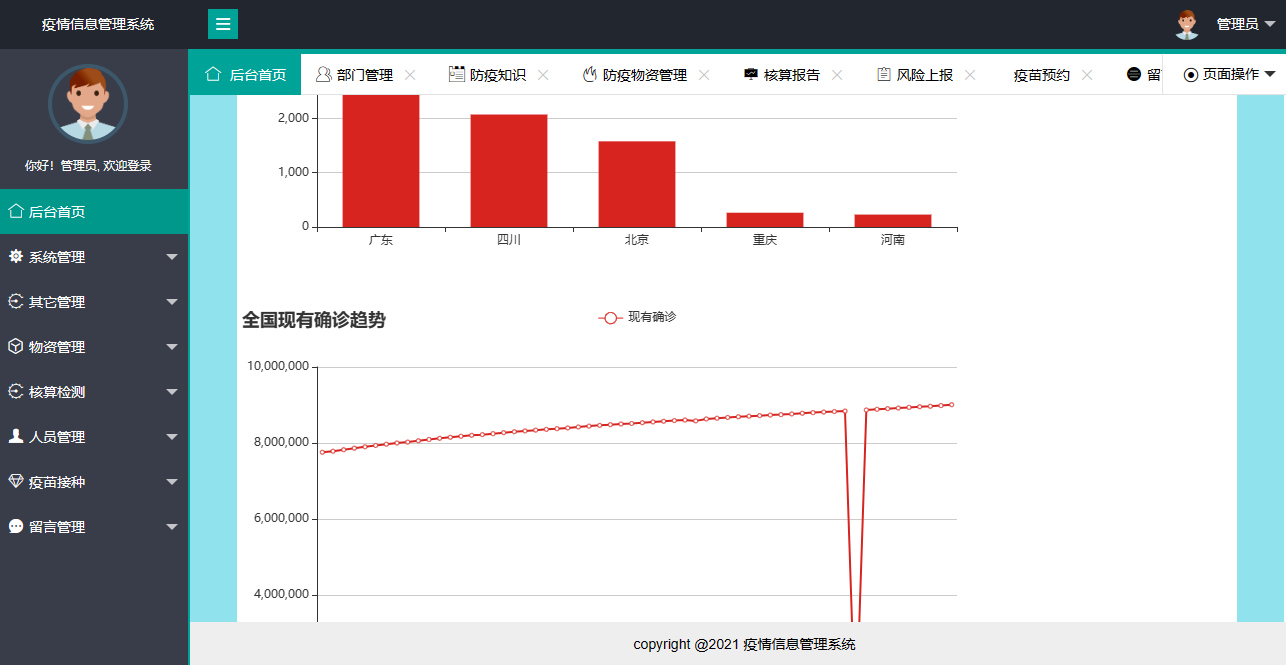 疫情信息管理系统
管理员
后台首页
部门管理
防疫知识
防疫物资管理
核算报告
风险上报
疫苗预约
留
页面操作
你好！管理员, 欢迎登录
后台首页
系统管理
其它管理
物资管理
核算检测
人员管理
疫苗接种
留言管理
2,000
1,000
0
广东
四川
北京
重庆
河南
全国现有确诊趋势
现有确诊
10,000,000
8,000,000
6,000,000
4,000,000
copyright @2021 疫情信息管理系统